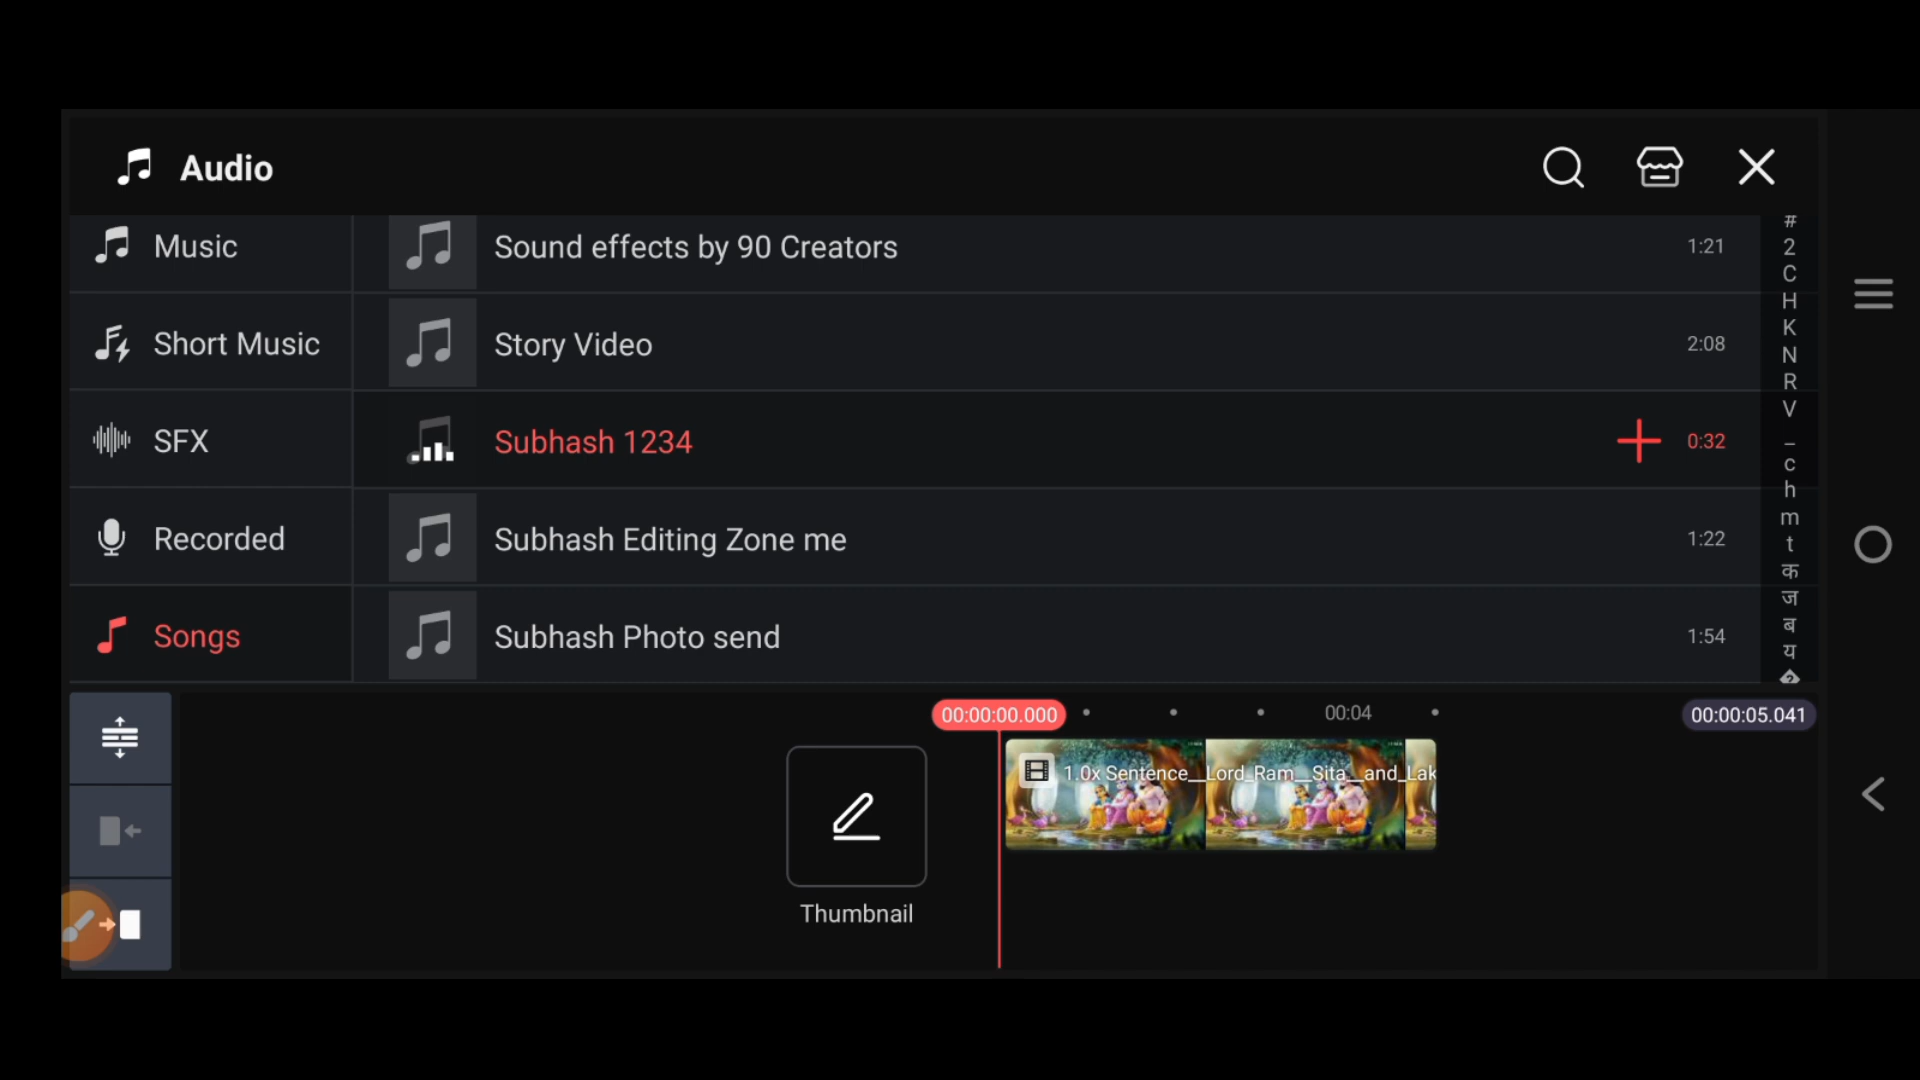 Audio
Music
Sound effects by 90 Creators
1:21
Short Music
Story Video
2:08
SFX
Subhash 1234
0:32
Recorded
Subhash Editing Zone me
1:22
Songs
Subhash Photo send
1:54
#
2
C
H
K
N
R
V
_
c
h
m
t
क
ज
ब
य
00:00:00.000
00:04
00:00:05.041
1.0x Sentence__Lord_Ram__Sita__and_Lak
Thumbnail